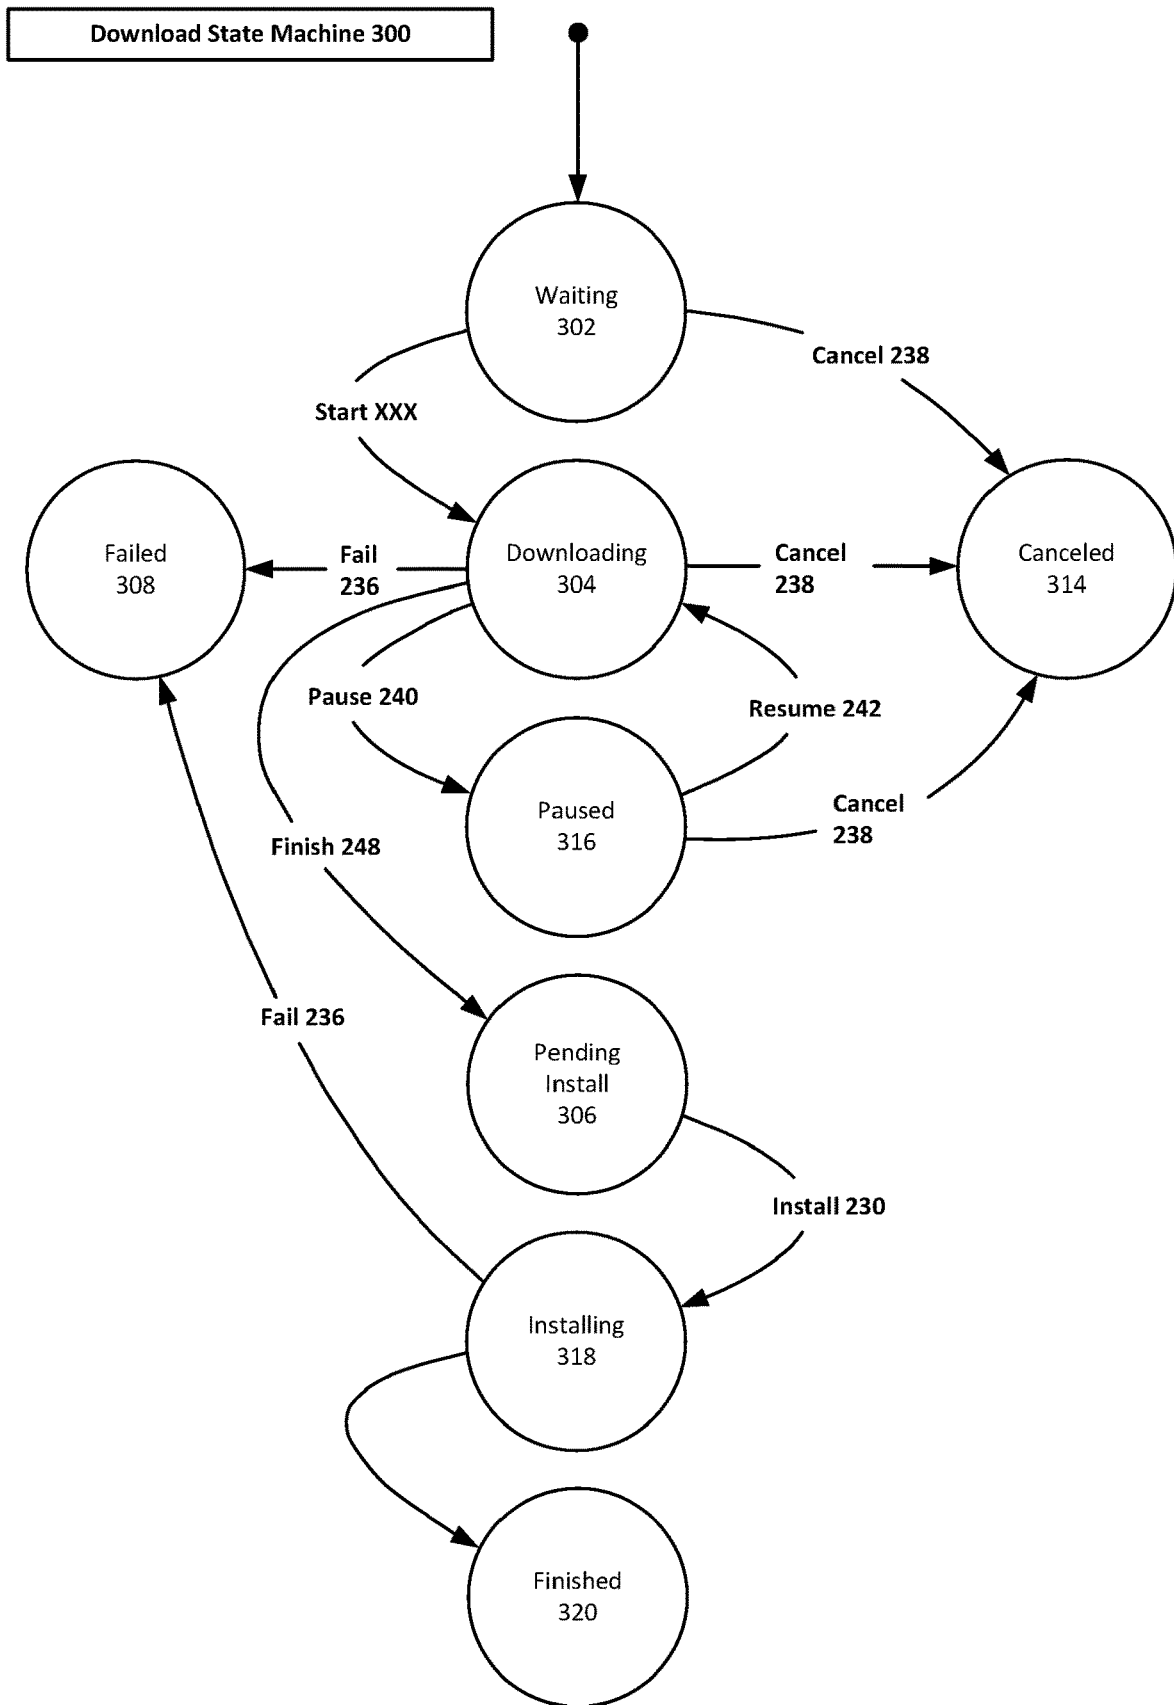 Download State Machine 300
Waiting
302
Cancel 238
Start XXX
Failed
308
Fail
236
Downloading
304
Cancel
238
Canceled
314
Pause 240
Resume 242
Paused
316
Cancel
238
Finish 248
Fail 236
Pending
Install
306
Install 230
Installing
318
Finished
320